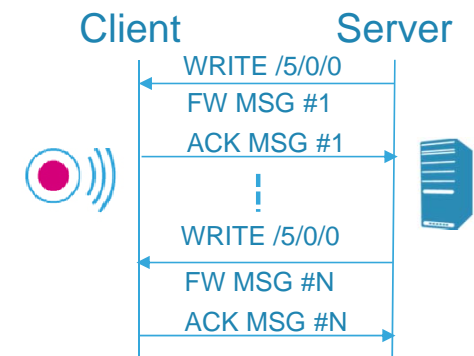 Client Server
WRITE /5/0/0
FW MSG #1
ACK MSG #1
WRITE /5/0/0
FW MSG #N
ACK MSG #N